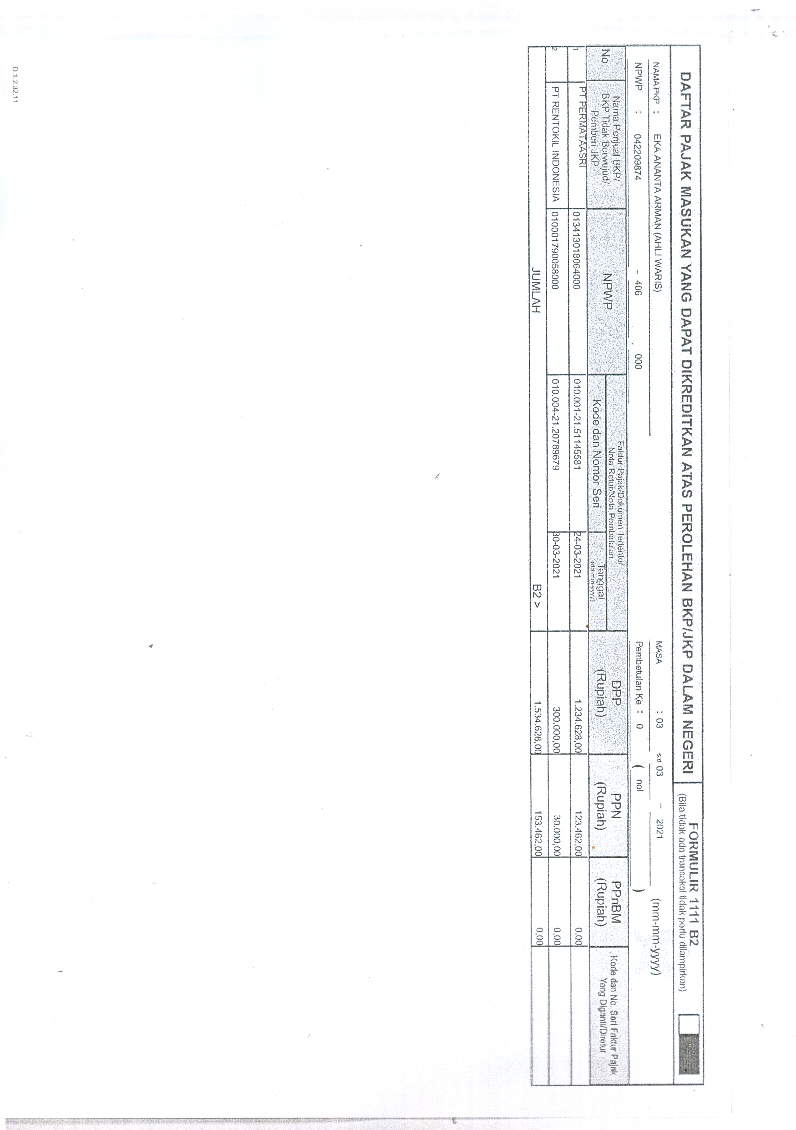 DAFTAR PAJAK MASUKAN YANG DAPAT DIKREDITKAN ATAS PEROLEHAN BKP/JKP DALAM NEGERI
FORMULIR 1111 B2
(Bila tidak ada transaksi tidak perlu dilampirkan)
NAMA PKP : EKA ANANTA ARMAN (AHLI WARIS)
MASA : 03 s.d 03 - 2021 (mm-mm-yyyy)
NPWP : 042209874 - 406 . 000
Pembetulan Ke : 0 ( nol )
No
Nama Penjual BKP/
BKP Tidak Berwujud/
Pemberi JKP
NPWP
Faktur Pajak/Dokumen Tertentu/
Nota Retur/Nota Pembatalan
Kode dan Nomor Seri
Tanggal
(dd-mm-yyyy)
DPP
(Rupiah)
PPN
(Rupiah)
PPnBM
(Rupiah)
Kode dan No. Seri Faktur Pajak
Yang Diganti/Diretur
1 PT PERMATAASRI 013413018064000 010.001-21.51145581 24-03-2021 1.234.628,00 123.462,00 0,00
2 PT RENTOKIL INDONESIA 010001790058000 010.004-21.20789679 30-03-2021 300.000,00 30.000,00 0,00
JUMLAH B2 > 1.534.628,00 153.462,00 0,00
D.1.2.32.11